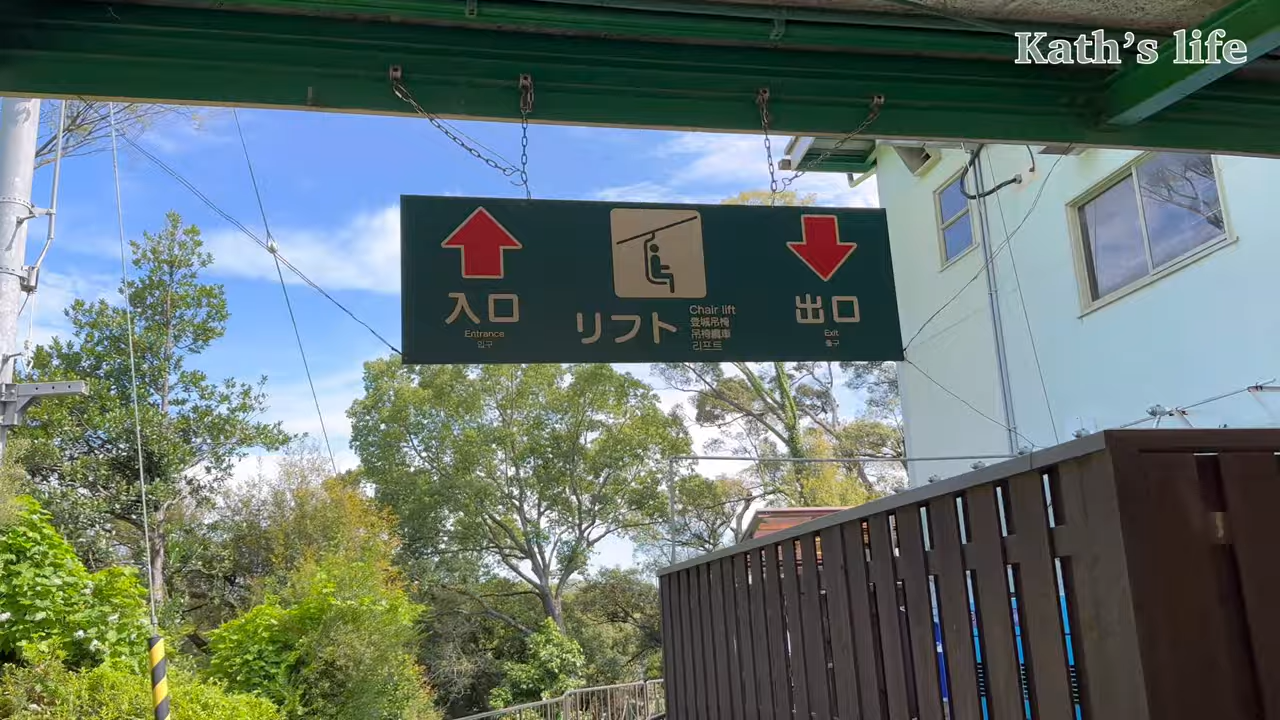 Kath's life
入口
Entrance
입구
リフト
Chair lift
登城吊椅
吊椅纜車
리프트
出口
Exit
출구